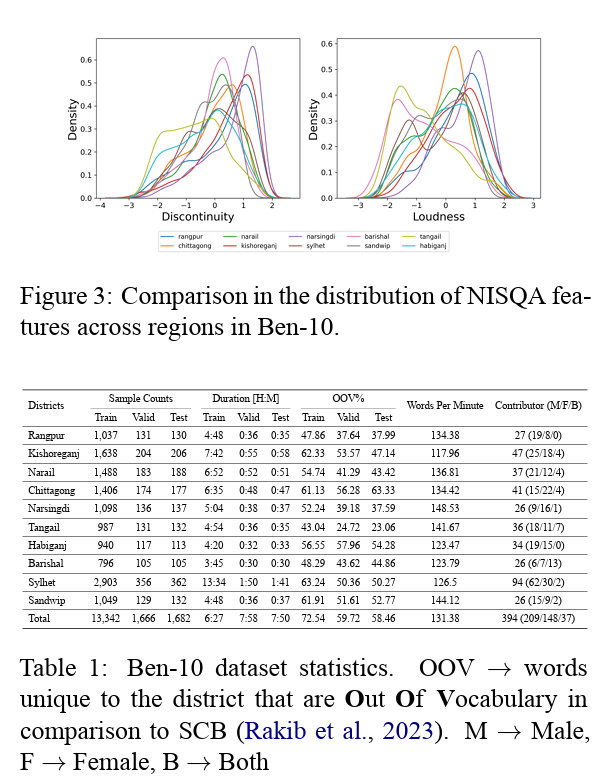 0.6
0.5
0.4
0.3
0.2
0.1
0.0
Density
−4 −3 −2 −1 0 1 2
Discontinuity
0.6
0.5
0.4
0.3
0.2
0.1
0.0
Density
−3 −2 −1 0 1 2 3
Loudness
rangpur narail narsingdi barishal tangail
chittagong kishoreganj sylhet sandwip habiganj
Figure 3: Comparison in the distribution of NISQA fea-
tures across regions in Ben-10.
Districts Sample Counts Duration [H:M] OOV% Words Per Minute Contributor (M/F/B)
Train Valid Test Train Valid Test Train Valid Test
Rangpur 1,037 131 130 4:48 0:36 0:35 47.86 37.64 37.99 134.38 27 (19/8/0)
Kishoreganj 1,638 204 206 7:42 0:55 0:58 62.33 53.57 47.14 117.96 47 (25/18/4)
Narail 1,488 183 188 6:52 0:52 0:51 54.74 41.29 43.42 136.81 37 (21/12/4)
Chittagong 1,406 174 177 6:35 0:48 0:47 61.13 56.28 63.33 134.42 41 (15/22/4)
Narsingdi 1,098 136 137 5:04 0:38 0:37 52.24 39.18 37.59 148.53 26 (9/16/1)
Tangail 987 131 132 4:54 0:36 0:35 43.04 24.72 23.06 141.67 36 (18/11/7)
Habiganj 940 117 113 4:20 0:32 0:33 56.55 57.96 54.28 123.47 34 (19/15/0)
Barishal 796 105 105 3:45 0:30 0:30 48.29 43.62 44.86 123.79 26 (6/7/13)
Sylhet 2,903 356 362 13:34 1:50 1:41 63.24 50.36 50.27 126.5 94 (62/30/2)
Sandwip 1,049 129 132 4:48 0:36 0:37 61.91 51.61 52.77 144.12 26 (15/9/2)
Total 13,342 1,666 1,682 6:27 7:58 7:50 72.54 59.72 58.46 131.38 394 (209/148/37)
Table 1: Ben-10 dataset statistics. OOV → words
unique to the district that are Out Of Vocabulary in
comparison to SCB (Rakib et al., 2023). M → Male,
F → Female, B → Both